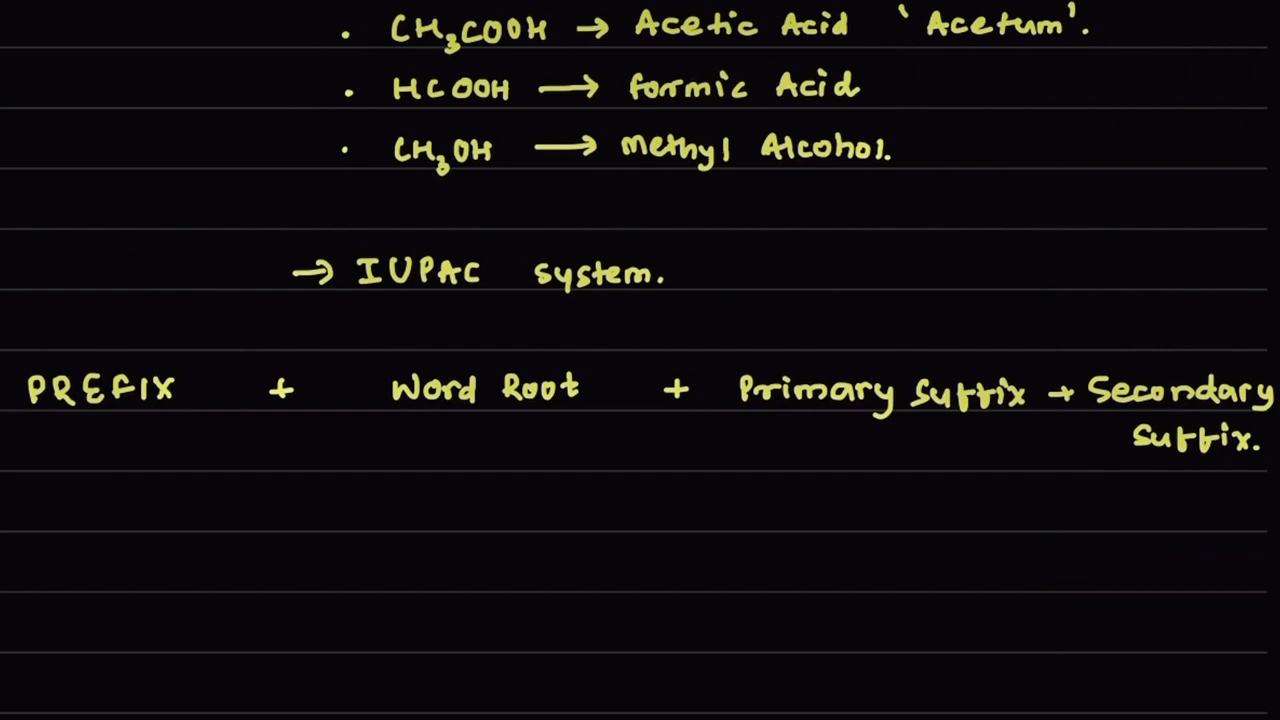 . CH₃COOH → Acetic Acid 'Acetum'.
. HCOOH → formic Acid
. CH₃OH → Methyl Alcohol.
→ IUPAC system.
PREFIX + Word Root + Primary Suffix + Secondary
Suffix.